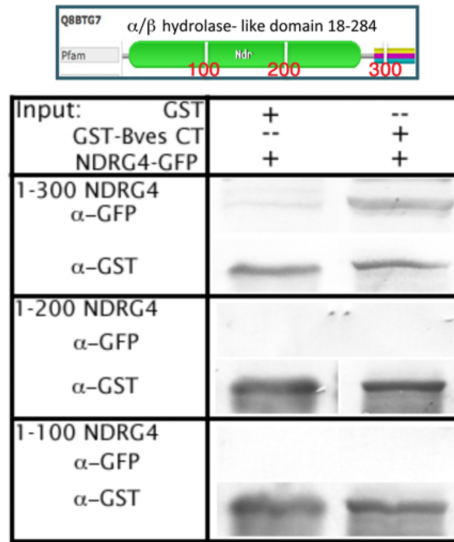 Q8BTG7
α/β hydrolase- like domain 18-284
Pfam
Ndr
100 200 300
Input: GST + --
GST-Bves CT -- +
NDRG4-GFP + +
1-300 NDRG4
α-GFP
α-GST
1-200 NDRG4
α-GFP
α-GST
1-100 NDRG4
α-GFP
α-GST